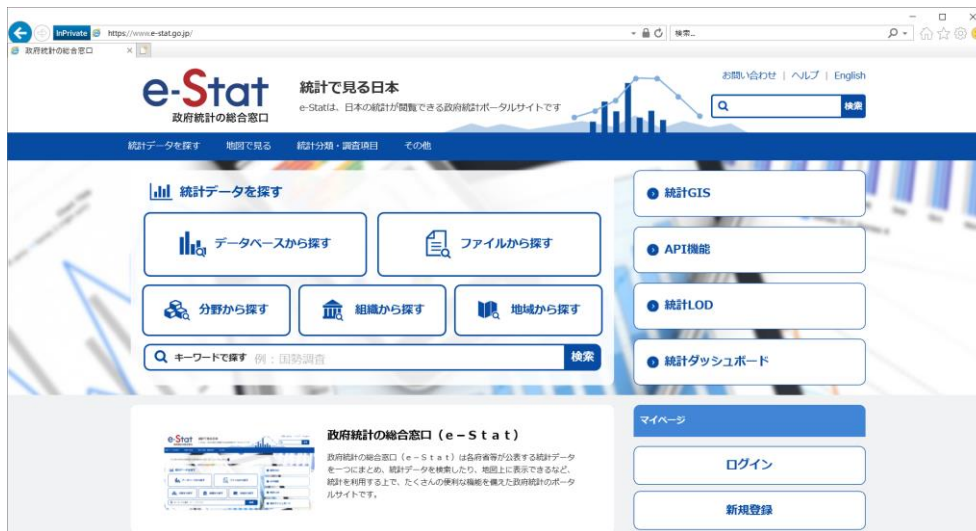 InPrivate https://www.e-stat.go.jp/
検索...
政府統計の総合窓口
e-Stat
政府統計の総合窓口
統計で見る日本
e-Statは、日本の統計が閲覧できる政府統計ポータルサイトです
お問い合わせ | ヘルプ | English
検索
統計データを探す 地図で見る 統計分類・調査項目 その他
統計データを探す
データベースから探す
ファイルから探す
分野から探す
組織から探す
地域から探す
キーワードで探す 例：国勢調査 検索
統計GIS
API機能
統計LOD
統計ダッシュボード
政府統計の総合窓口（ｅ－Ｓｔａｔ）
政府統計の総合窓口（ｅ－Ｓｔａｔ）は各府省等が公表する統計データ
を一つにまとめ、統計データを検索したり、地図上に表示できるなど、
統計を利用する上で、たくさんの便利な機能を備えた政府統計のポータ
ルサイトです。
マイページ
ログイン
新規登録